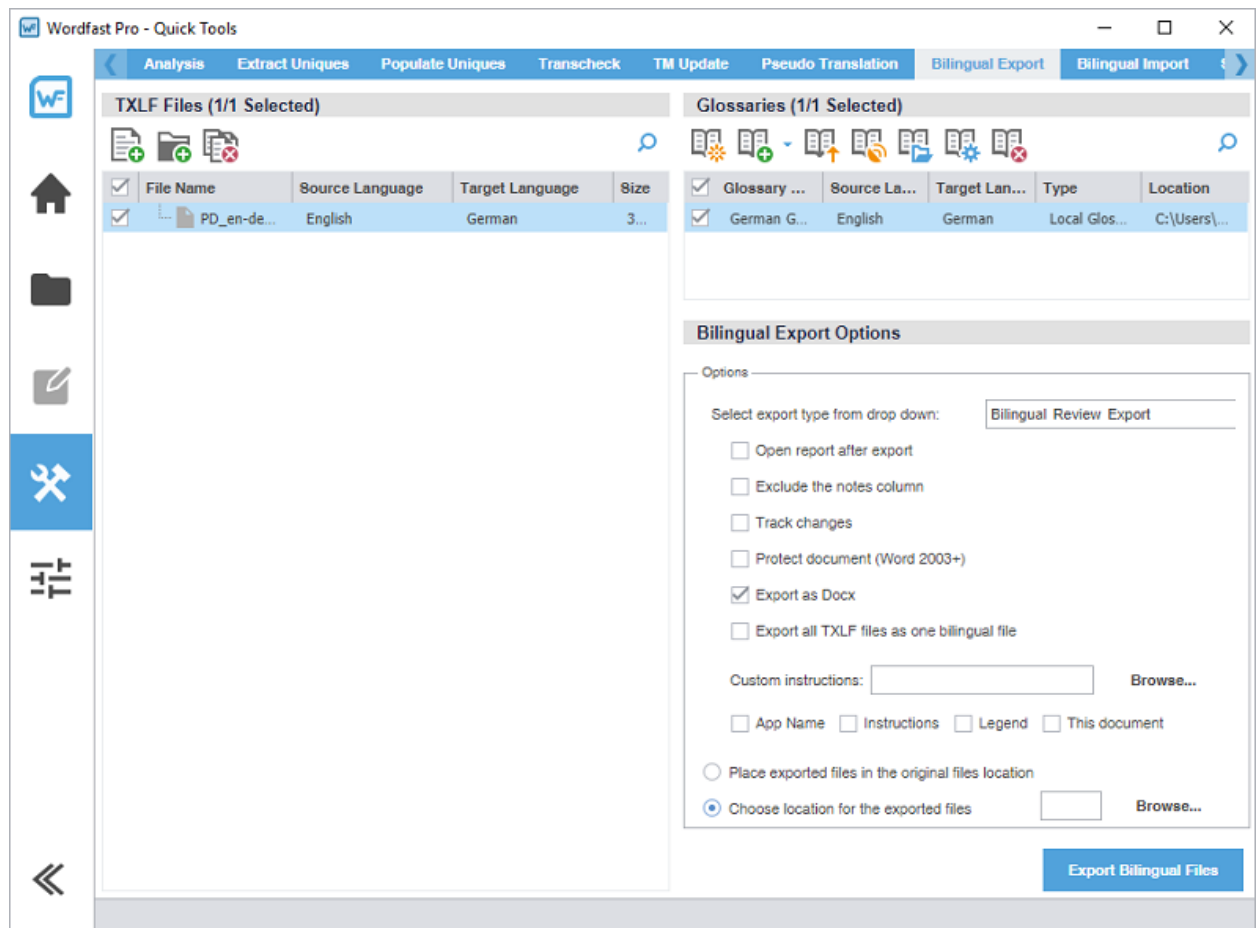 Wordfast Pro - Quick Tools
Analysis Extract Uniques Populate Uniques Transcheck TM Update Pseudo Translation Bilingual Export Bilingual Import
WF
TXLF Files (1/1 Selected)
File Name Source Language Target Language Size
PD_en-de... English German 3...
Glossaries (1/1 Selected)
Glossary ... Source La... Target Lan... Type Location
German G... English German Local Glos... C:\Users\...
Bilingual Export Options
Options
Select export type from drop down: Bilingual Review Export
Open report after export
Exclude the notes column
Track changes
Protect document (Word 2003+)
Export as Docx
Export all TXLF files as one bilingual file
Custom instructions: Browse...
App Name Instructions Legend This document
Place exported files in the original files location
Choose location for the exported files Browse...
Export Bilingual Files